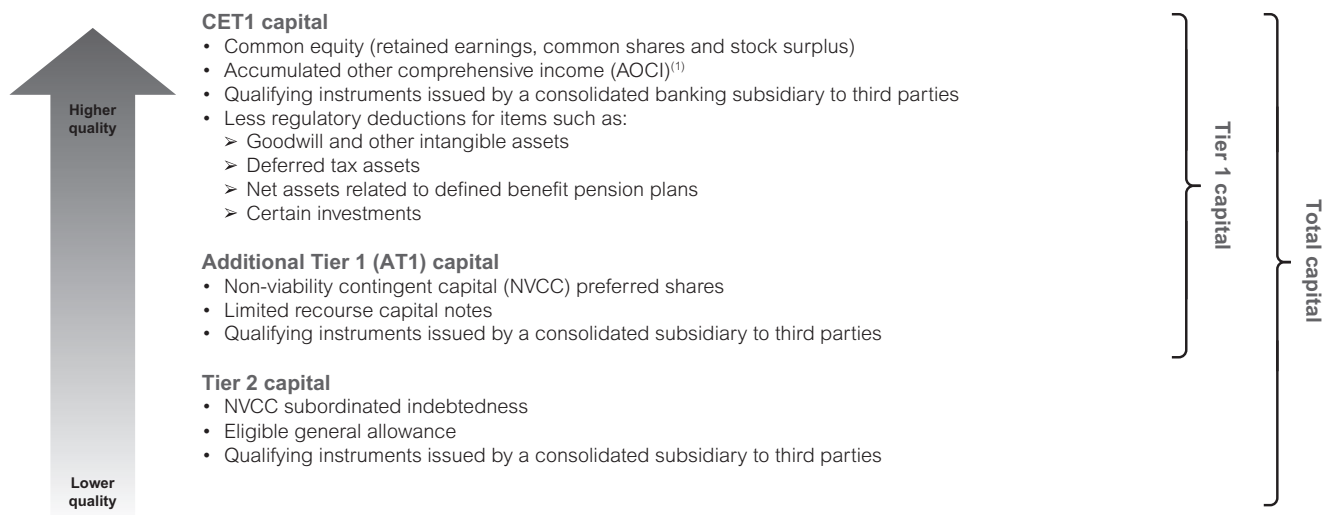 CET1 capital
• Common equity (retained earnings, common shares and stock surplus)
• Accumulated other comprehensive income (AOCI)(1)
• Qualifying instruments issued by a consolidated banking subsidiary to third parties
• Less regulatory deductions for items such as:
➢ Goodwill and other intangible assets
➢ Deferred tax assets
➢ Net assets related to defined benefit pension plans
➢ Certain investments
Additional Tier 1 (AT1) capital
• Non-viability contingent capital (NVCC) preferred shares
• Limited recourse capital notes
• Qualifying instruments issued by a consolidated subsidiary to third parties
Tier 2 capital
• NVCC subordinated indebtedness
• Eligible general allowance
• Qualifying instruments issued by a consolidated subsidiary to third parties
Higher
quality
Lower
quality
Tier 1 capital
Total capital